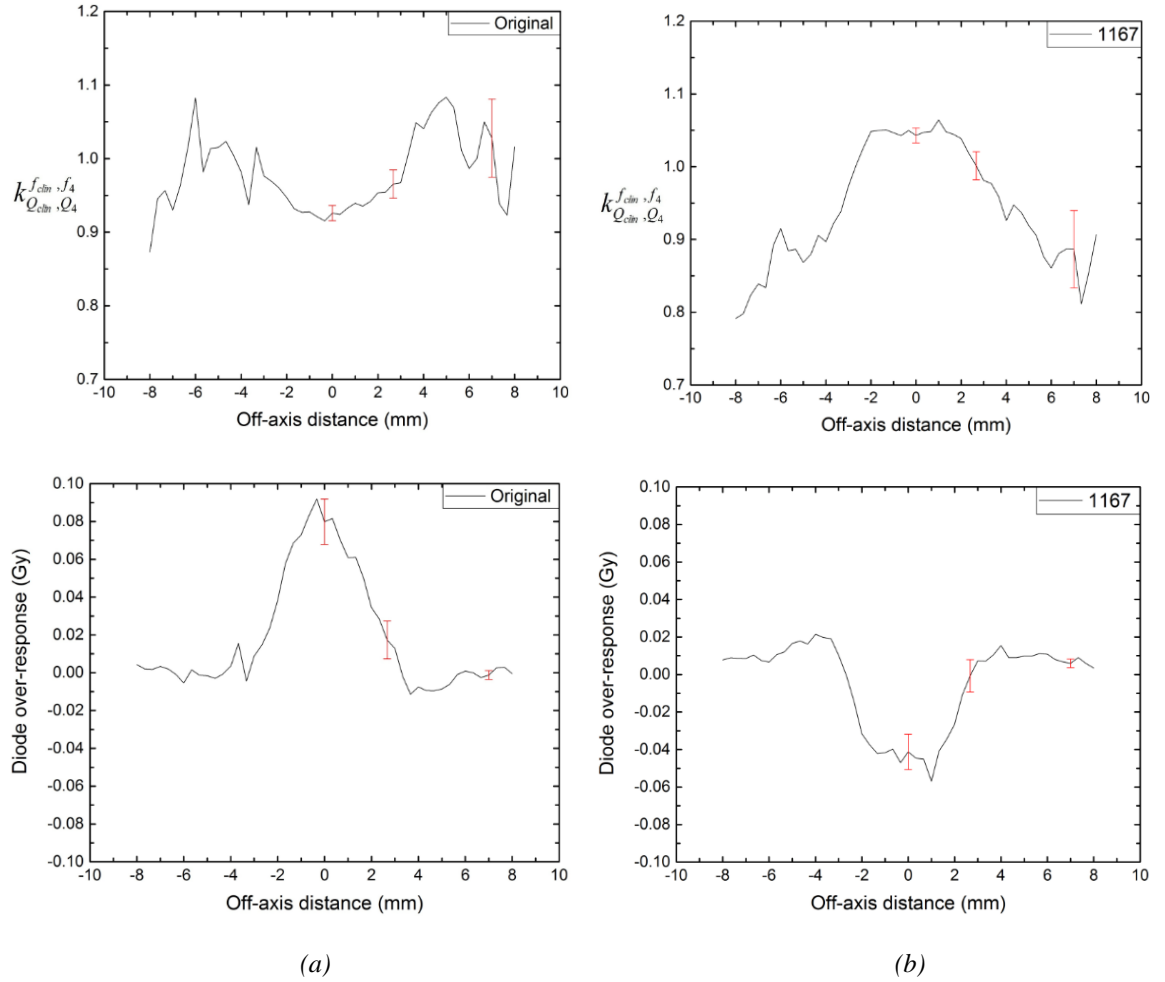 Original
1.2
1.1
1.0
0.9
0.8
0.7
k_{Q_{clin},Q_4}^{f_{clin},f_4}
-10 -8 -6 -4 -2 0 2 4 6 8 10
Off-axis distance (mm)
1167
1.2
1.1
1.0
0.9
0.8
0.7
k_{Q_{clin},Q_4}^{f_{clin},f_4}
-10 -8 -6 -4 -2 0 2 4 6 8 10
Off-axis distance (mm)
Original
0.10
0.08
0.06
0.04
0.02
0.00
-0.02
-0.04
-0.06
-0.08
-0.10
Diode over-response (Gy)
-10 -8 -6 -4 -2 0 2 4 6 8 10
Off-axis distance (mm)
1167
0.10
0.08
0.06
0.04
0.02
0.00
-0.02
-0.04
-0.06
-0.08
-0.10
Diode over-response (Gy)
-10 -8 -6 -4 -2 0 2 4 6 8 10
Off-axis distance (mm)
(a)
(b)